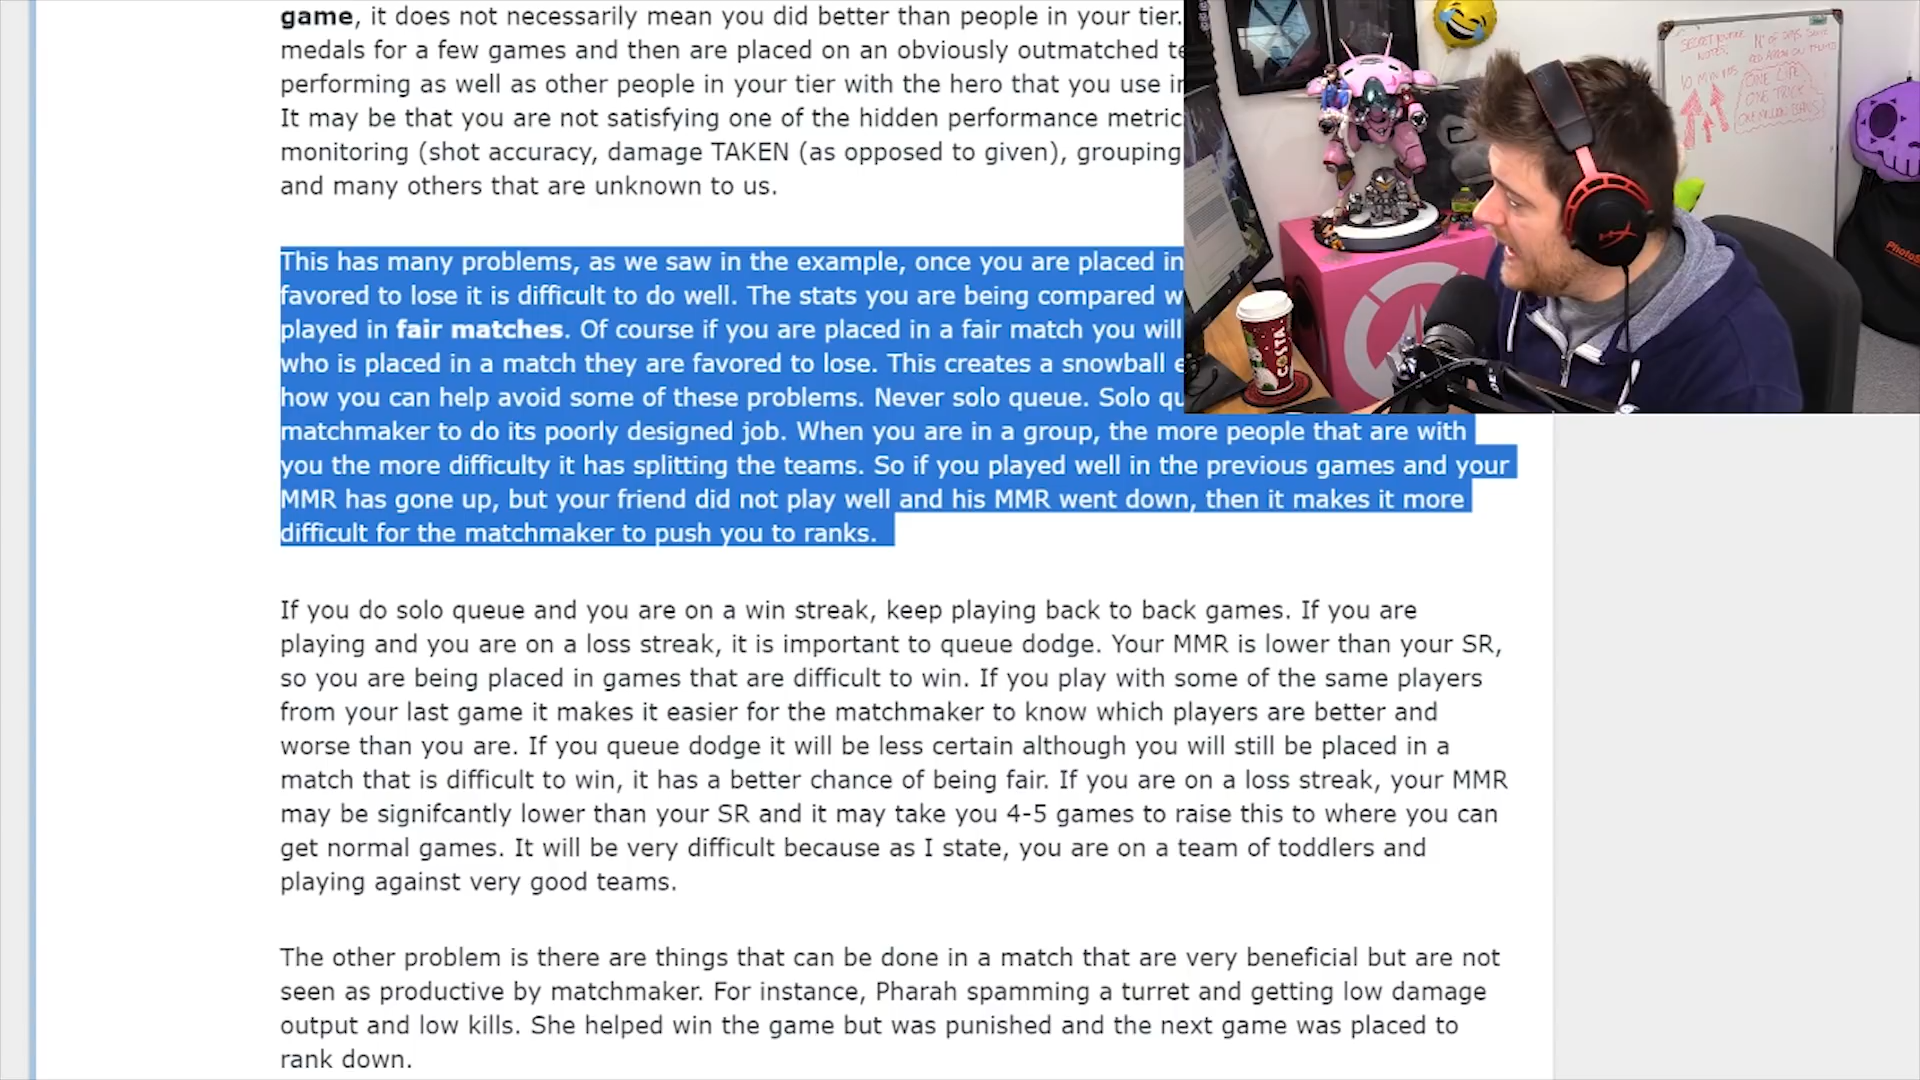 game, it does not necessarily mean you did better than people in your tier.
medals for a few games and then are placed on an obviously outmatched
performing as well as other people in your tier with the hero that you use
It may be that you are not satisfying one of the hidden performance
monitoring (shot accuracy, damage TAKEN (as opposed to given), grouping
and many others that are unknown to us.
This has many problems, as we saw in the example, once you are placed in
favored to lose it is difficult to do well. The stats you are being compared
played in fair matches. Of course if you are placed in a fair match you will
who is placed in a match they are favored to lose. This creates a snowball
how you can help avoid some of these problems. Never solo queue. Solo
matchmaker to do its poorly designed job. When you are in a group, the more people that are with
you the more difficulty it has splitting the teams. So if you played well in the previous games and your
MMR has gone up, but your friend did not play well and his MMR went down, then it makes it more
difficult for the matchmaker to push you to ranks.
If you do solo queue and you are on a win streak, keep playing back to back games. If you are
playing and you are on a loss streak, it is important to queue dodge. Your MMR is lower than your SR,
so you are being placed in games that are difficult to win. If you play with some of the same players
from your last game it makes it easier for the matchmaker to know which players are better and
worse than you are. If you queue dodge it will be less certain although you will still be placed in a
match that is difficult to win, it has a better chance of being fair. If you are on a loss streak, your MMR
may be signifcantly lower than your SR and it may take you 4-5 games to raise this to where you can
get normal games. It will be very difficult because as I state, you are on a team of toddlers and
playing against very good teams.
The other problem is there are things that can be done in a match that are very beneficial but are not
seen as productive by matchmaker. For instance, Pharah spamming a turret and getting low damage
output and low kills. She helped win the game but was punished and the next game was placed to
rank down.
SECRET
NOTES:
10 MINS
ONE LIFE
ONE TRICK
ONE MILLION
COSTA